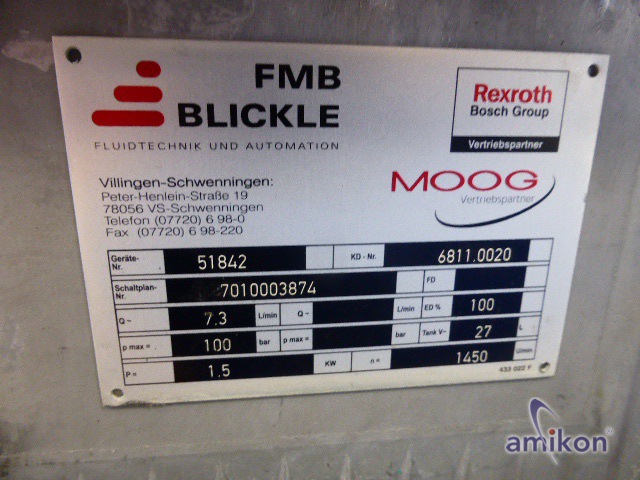 FMB
BLICKLE
FLUIDTECHNIK UND AUTOMATION
Rexroth
Bosch Group
Vertriebspartner
MOOG
Vertriebspartner
Villingen-Schwenningen:
Peter-Henlein-Straße 19
78056 VS-Schwenningen
Telefon (07720) 6 98-0
Fax (07720) 6 98-220
Geräte-Nr. 51842 KD - Nr. 6811.0020
Schaltplan-Nr. 7010003874 FD
Q ~ 7.3 L/min Q ~ L/min ED % 100
p max = 100 bar p max = bar Tank V~ 27 L
P = 1.5 KW n = 1450 U/min
433 022 F
amikon